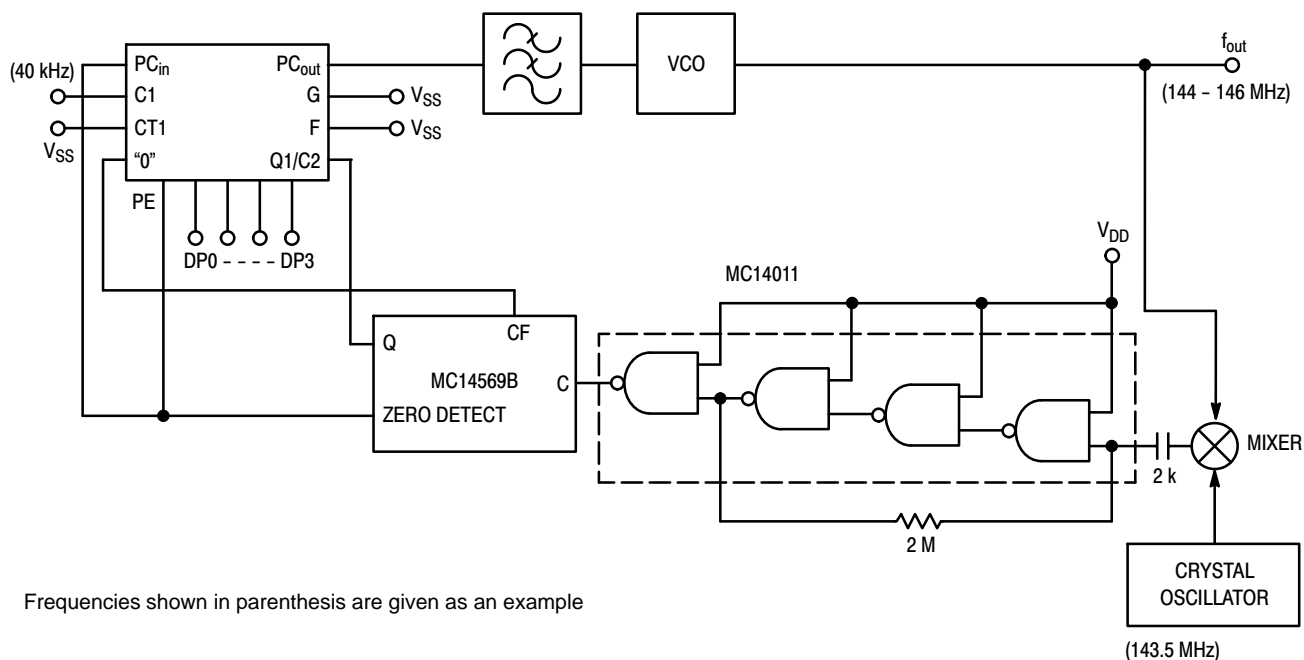 PCin
PCout
(40 kHz)
C1
G
VSS
CT1
F
VSS
VSS
"0"
Q1/C2
PE
DP0 – – – – DP3
VCO
fout
(144 – 146 MHz)
VDD
MC14011
Q
CF
MC14569B
C
ZERO DETECT
2 k
MIXER
2 M
CRYSTAL
OSCILLATOR
(143.5 MHz)
Frequencies shown in parenthesis are given as an example